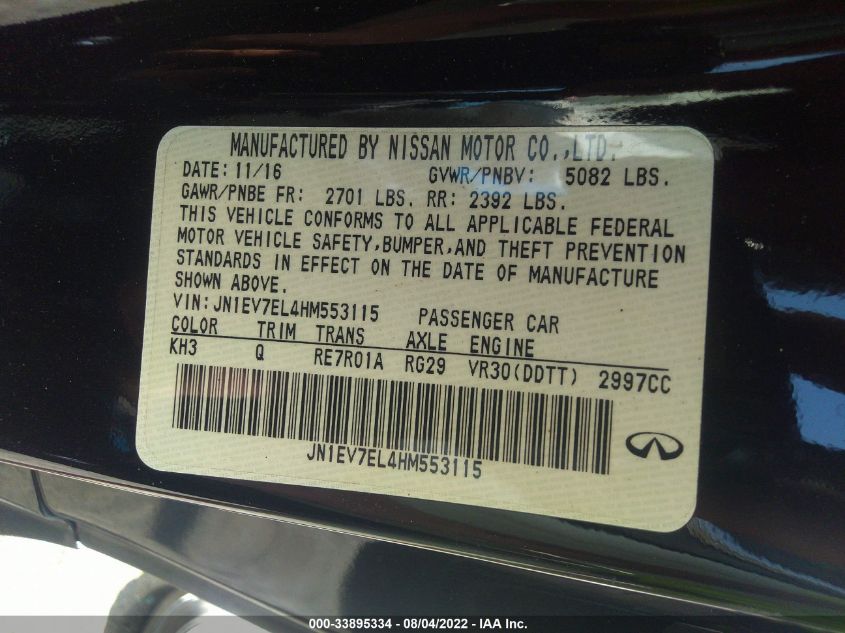 MANUFACTURED BY NISSAN MOTOR CO.,LTD.
DATE: 11/16 GVWR/PNBV: 5082 LBS.
GAWR/PNBE FR: 2701 LBS. RR: 2392 LBS.
THIS VEHICLE CONFORMS TO ALL APPLICABLE FEDERAL
MOTOR VEHICLE SAFETY,BUMPER,AND THEFT PREVENTION
STANDARDS IN EFFECT ON THE DATE OF MANUFACTURE
SHOWN ABOVE.
VIN:JN1EV7EL4HM553115 PASSENGER CAR
COLOR TRIM TRANS AXLE ENGINE
KH3 Q RE7R01A RG29 VR30(DDTT) 2997CC
JN1EV7EL4HM553115
000-33895334 - 08/04/2022 - IAA Inc.